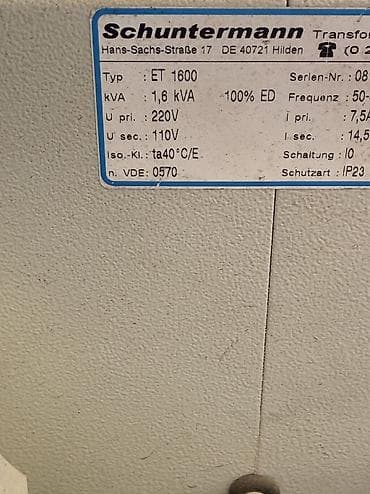 Schuntermann Transfor
Hans-Sachs-Straße 17 DE 40721 Hilden ☎ (0 2
Typ : ET 1600 Serien-Nr.: 08
kVA : 1,6 kVA 100% ED Frequenz : 50-
U pri. : 220V I pri. : 7,5A
U sec.: 110V I sec. : 14,5
Iso.-Kl.: ta40°C/E Schaltung : I0
n. VDE: 0570 Schutzart : IP23